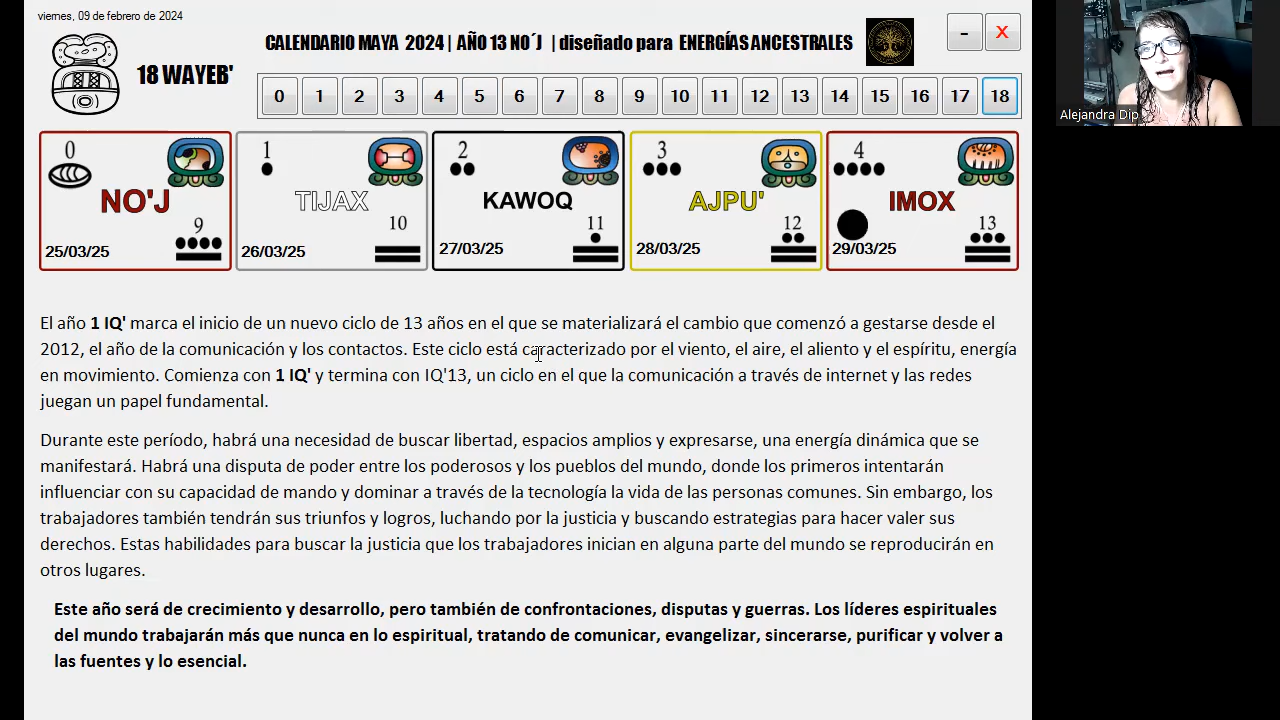 viernes, 09 de febrero de 2024
18 WAYEB'
CALENDARIO MAYA 2024 | AÑO 13 NO´J | diseñado para ENERGÍAS ANCESTRALES
- X
0 1 2 3 4 5 6 7 8 9 10 11 12 13 14 15 16 17 18
Alejandra Dip
0
NO'J
9
25/03/25
1
TIJAX
10
26/03/25
2
KAWOQ
11
27/03/25
3
AJPU'
12
28/03/25
4
IMOX
13
29/03/25
El año 1 IQ' marca el inicio de un nuevo ciclo de 13 años en el que se materializará el cambio que comenzó a gestarse desde el
2012, el año de la comunicación y los contactos. Este ciclo está caracterizado por el viento, el aire, el aliento y el espíritu, energía
en movimiento. Comienza con 1 IQ' y termina con IQ'13, un ciclo en el que la comunicación a través de internet y las redes
juegan un papel fundamental.
Durante este período, habrá una necesidad de buscar libertad, espacios amplios y expresarse, una energía dinámica que se
manifestará. Habrá una disputa de poder entre los poderosos y los pueblos del mundo, donde los primeros intentarán
influenciar con su capacidad de mando y dominar a través de la tecnología la vida de las personas comunes. Sin embargo, los
trabajadores también tendrán sus triunfos y logros, luchando por la justicia y buscando estrategias para hacer valer sus
derechos. Estas habilidades para buscar la justicia que los trabajadores inician en alguna parte del mundo se reproducirán en
otros lugares.
Este año será de crecimiento y desarrollo, pero también de confrontaciones, disputas y guerras. Los líderes espirituales
del mundo trabajarán más que nunca en lo espiritual, tratando de comunicar, evangelizar, sincerarse, purificar y volver a
las fuentes y lo esencial.